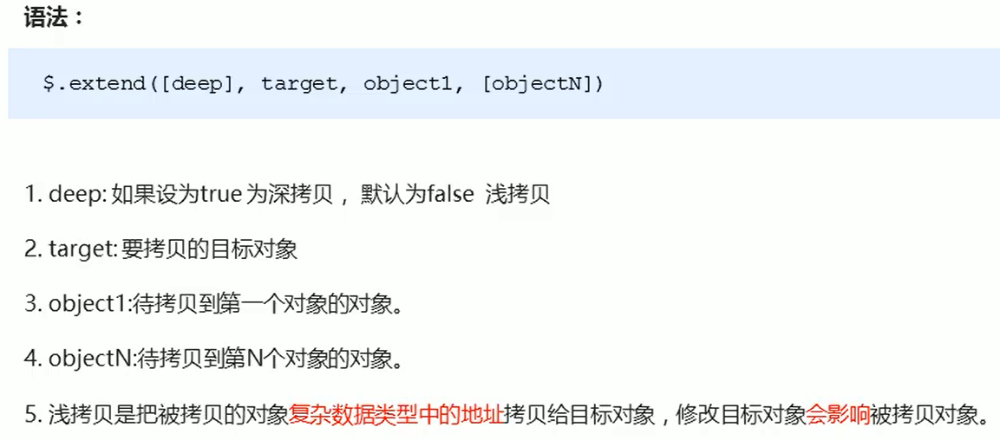 语法：
$.extend([deep], target, object1, [objectN])
1. deep: 如果设为true 为深拷贝， 默认为false 浅拷贝
2. target: 要拷贝的目标对象
3. object1:待拷贝到第一个对象的对象。
4. objectN:待拷贝到第N个对象的对象。
5. 浅拷贝是把被拷贝的对象复杂数据类型中的地址拷贝给目标对象，修改目标对象会影响被拷贝对象。